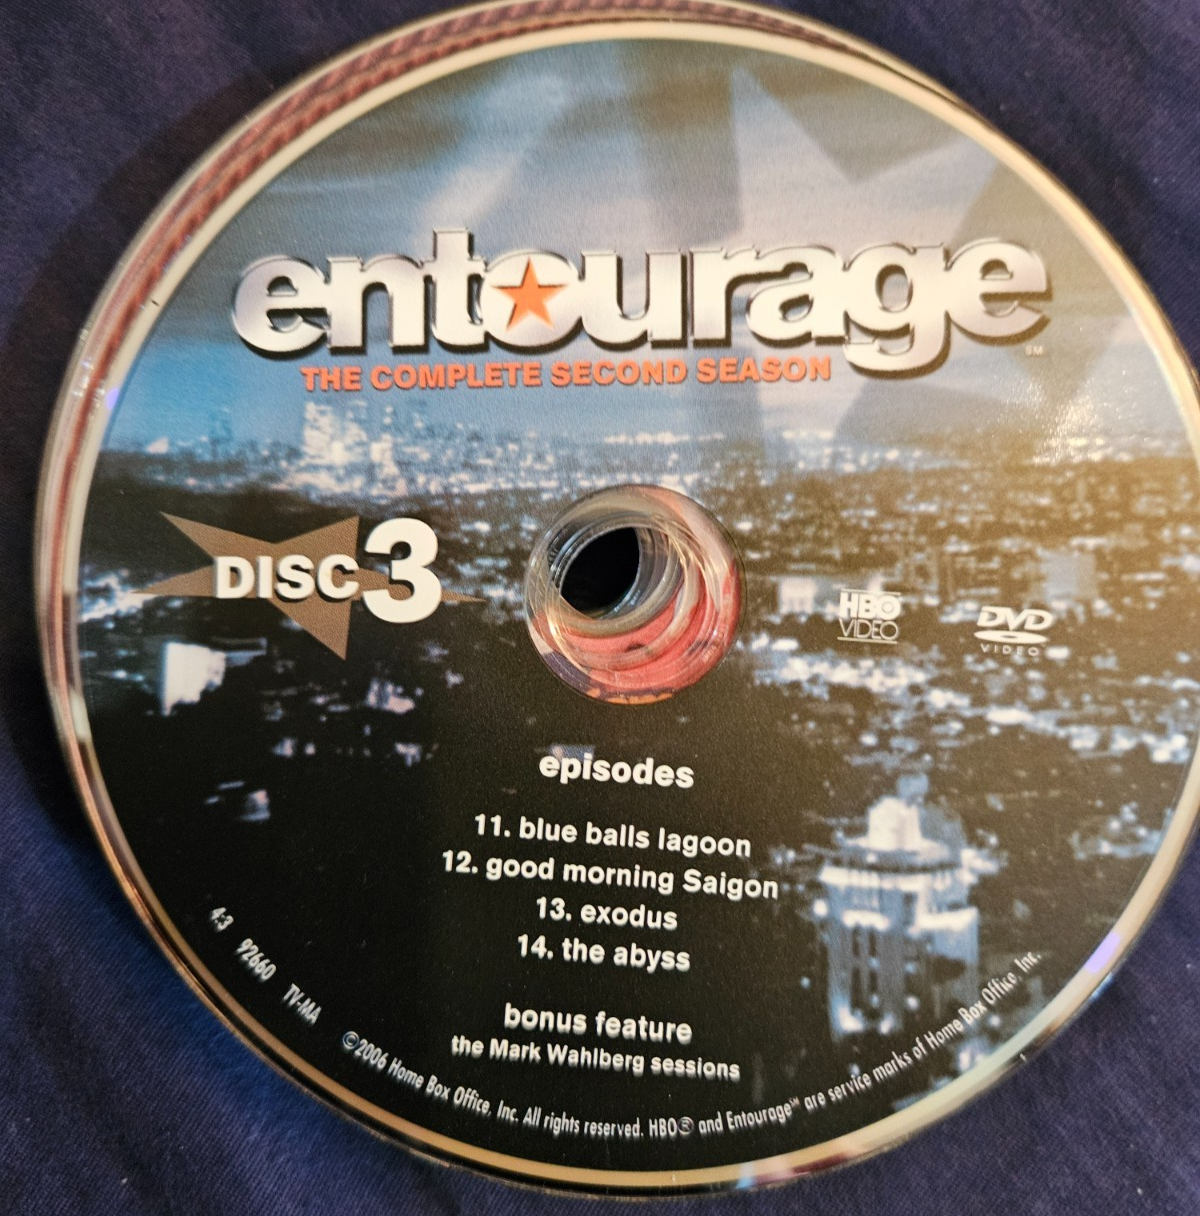 entourage℠
THE COMPLETE SECOND SEASON
DISC 3
HBO
VIDEO
DVD
VIDEO
episodes
11. blue balls lagoon
12. good morning Saigon
13. exodus
14. the abyss
bonus feature
the Mark Wahlberg sessions
4:3 92660 TV-MA ©2006 Home Box Office, Inc. All rights reserved. HBO® and Entourage℠ are service marks of Home Box Office, Inc.